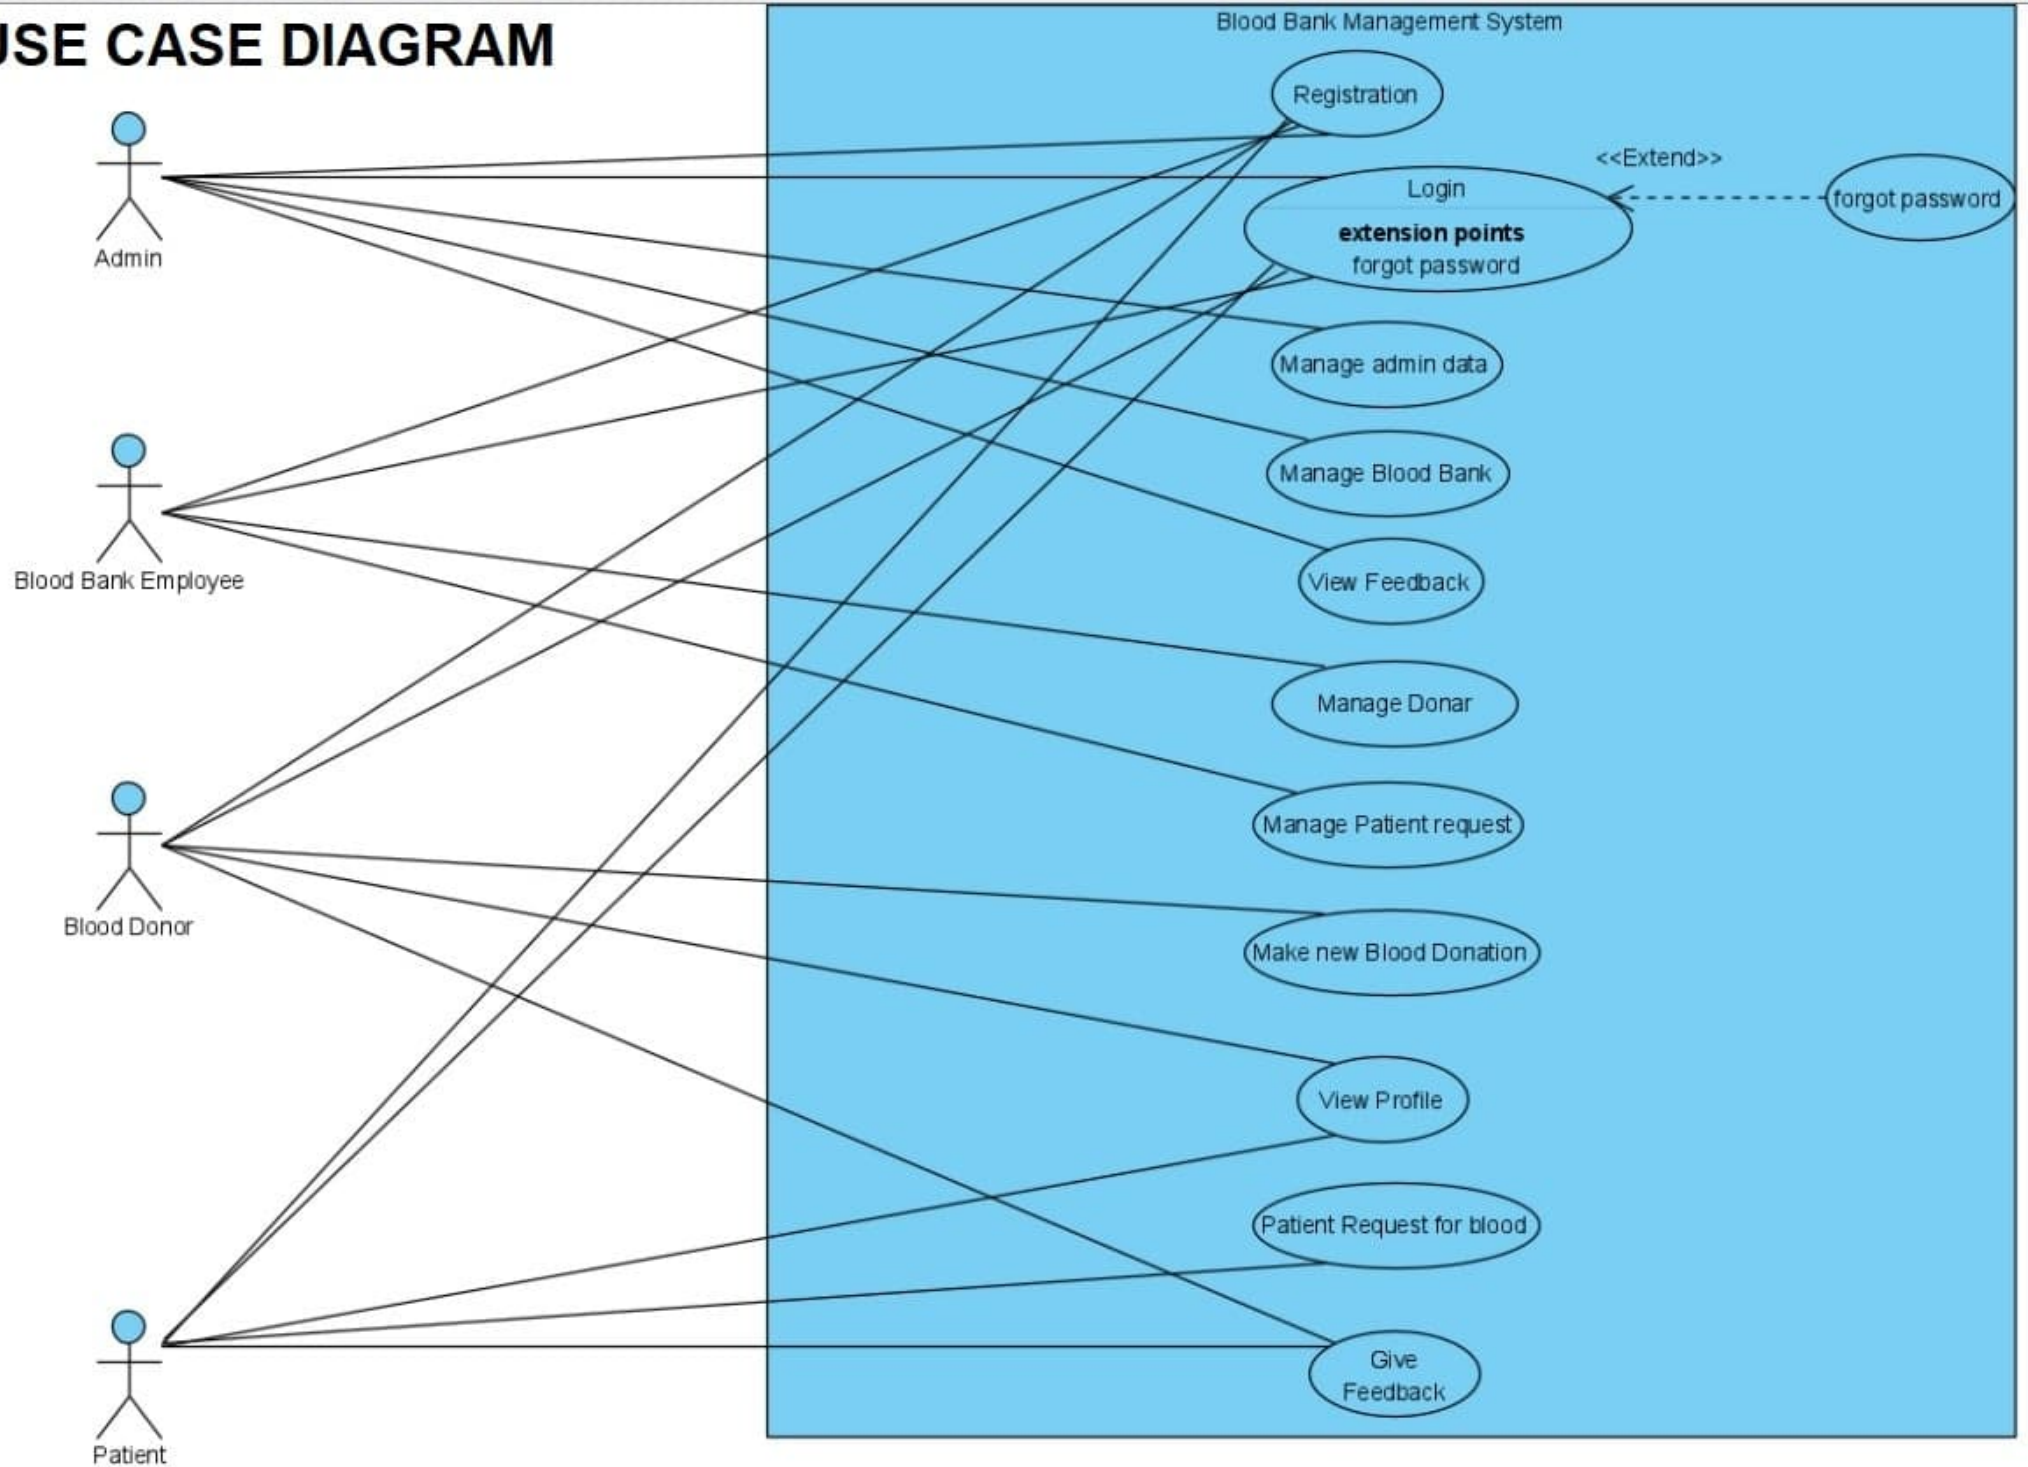 USE CASE DIAGRAM
Blood Bank Management System
Registration
<<Extend>>
Login
extension points
forgot password
forgot password
Admin
Manage admin data
Manage Blood Bank
Blood Bank Employee
View Feedback
Manage Donar
Manage Patient request
Blood Donor
Make new Blood Donation
View Profile
Patient Request for blood
Give
Feedback
Patient